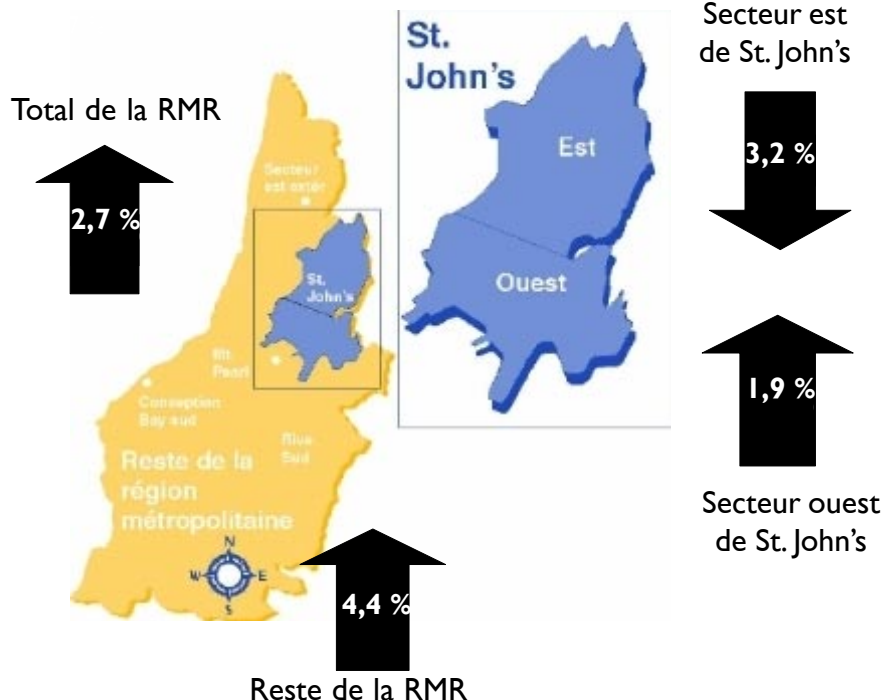 Secteur est
de St. John's
3,2 %
Total de la RMR
2,7 %
St.
John's
Est
Ouest
Secteur
est extér
St.
John's
Mt
Pearl
Conception
Bay sud
Rive
Sud
Reste de la
région
métropolitaine
N
W
E
S
1,9 %
Secteur ouest
de St. John's
4,4 %
Reste de la RMR